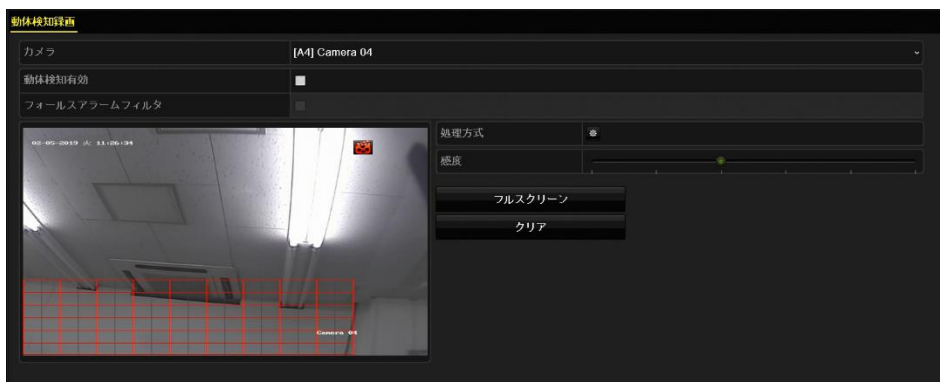 動体検知録画
カメラ [A4] Camera 04
動体検知有効
フォールスアラームフィルタ
02-05-2019 火 11:26:34
Camera 04
処理方式
感度
フルスクリーン
クリア